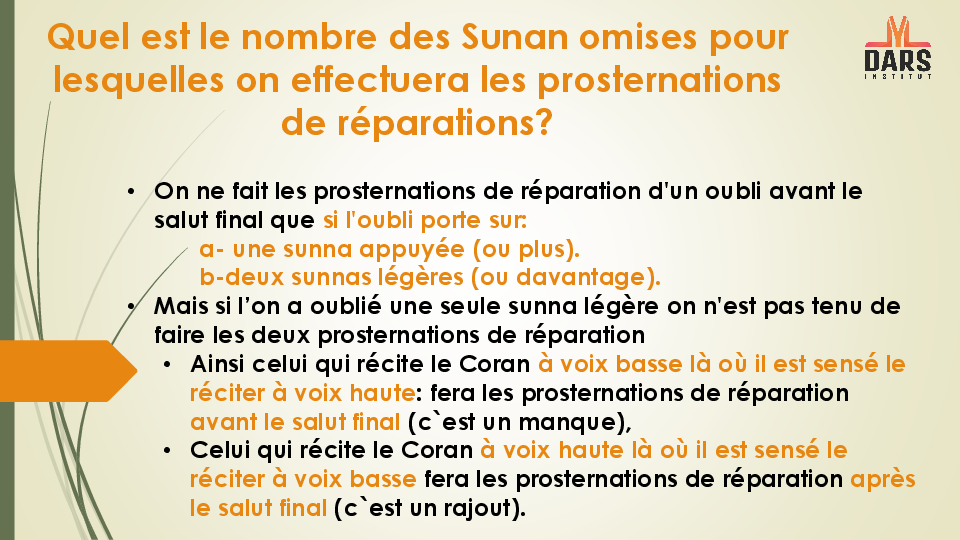 Quel est le nombre des Sunan omises pour
lesquelles on effectuera les prosternations
de réparations?
DARS
INSTITUT
• On ne fait les prosternations de réparation d'un oubli avant le
salut final que si l'oubli porte sur:
a- une sunna appuyée (ou plus).
b-deux sunnas légères (ou davantage).
• Mais si l’on a oublié une seule sunna légère on n'est pas tenu de
faire les deux prosternations de réparation
• Ainsi celui qui récite le Coran à voix basse là où il est sensé le
réciter à voix haute: fera les prosternations de réparation
avant le salut final (c`est un manque),
• Celui qui récite le Coran à voix haute là où il est sensé le
réciter à voix basse fera les prosternations de réparation après
le salut final (c`est un rajout).